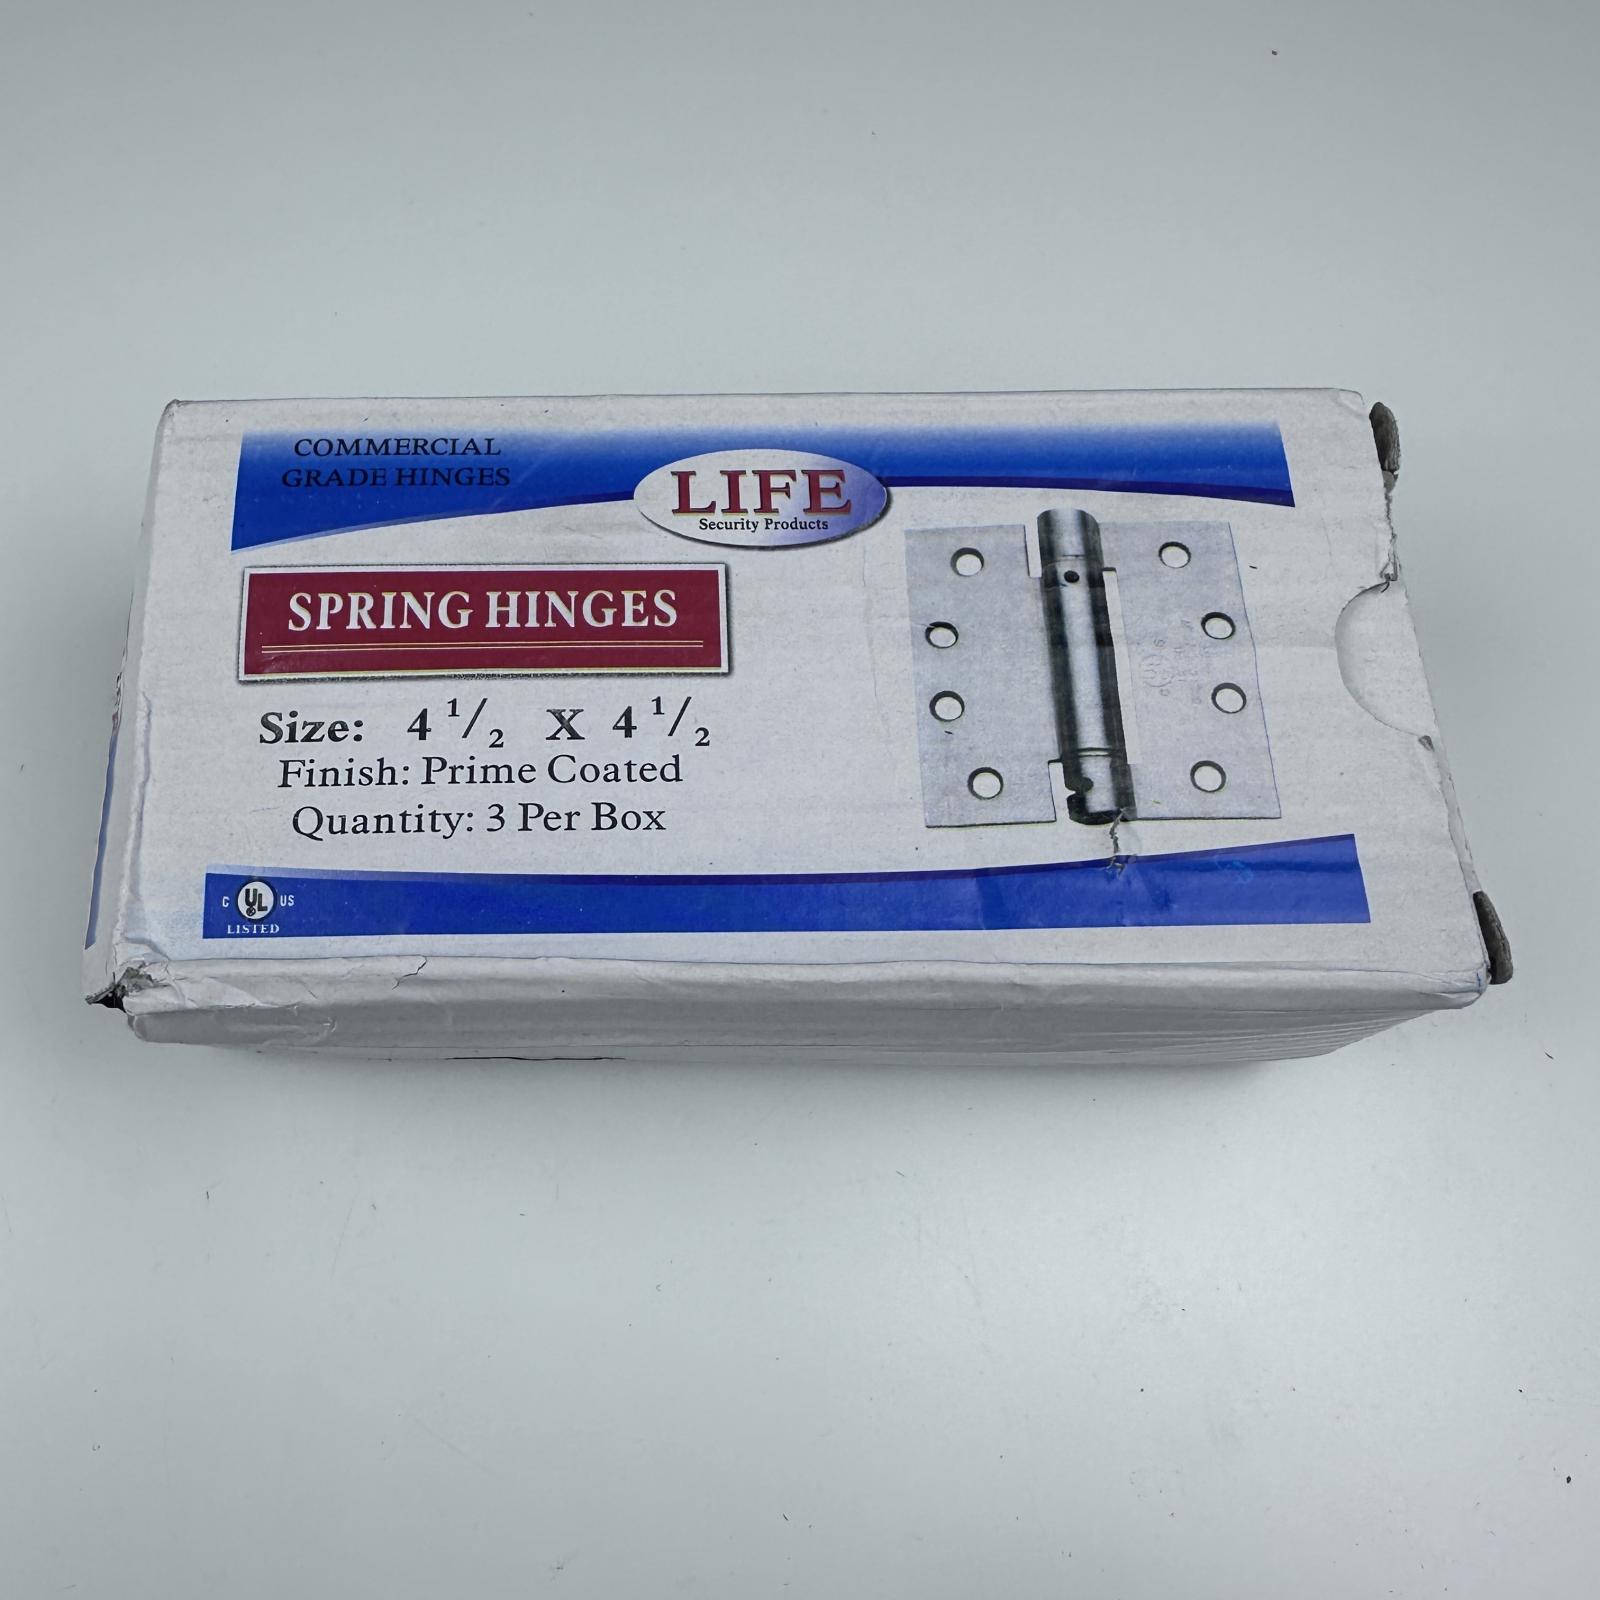 COMMERCIAL
GRADE HINGES
LIFE
Security Products
SPRING HINGES
Size: 4 1/2 X 4 1/2
Finish: Prime Coated
Quantity: 3 Per Box
C UL US
LISTED